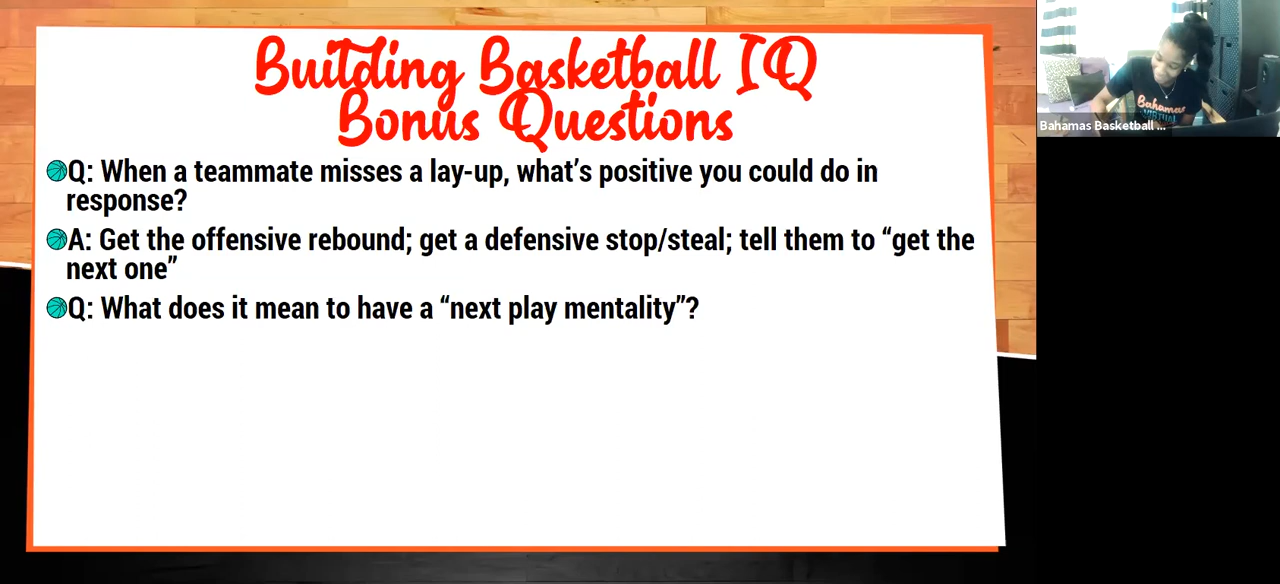 Building Basketball IQ
Bonus Questions
Q: When a teammate misses a lay-up, what’s positive you could do in
response?
A: Get the offensive rebound; get a defensive stop/steal; tell them to “get the
next one”
Q: What does it mean to have a “next play mentality”?
Bahamas
VIRTUAL
Bahamas Basketball ...